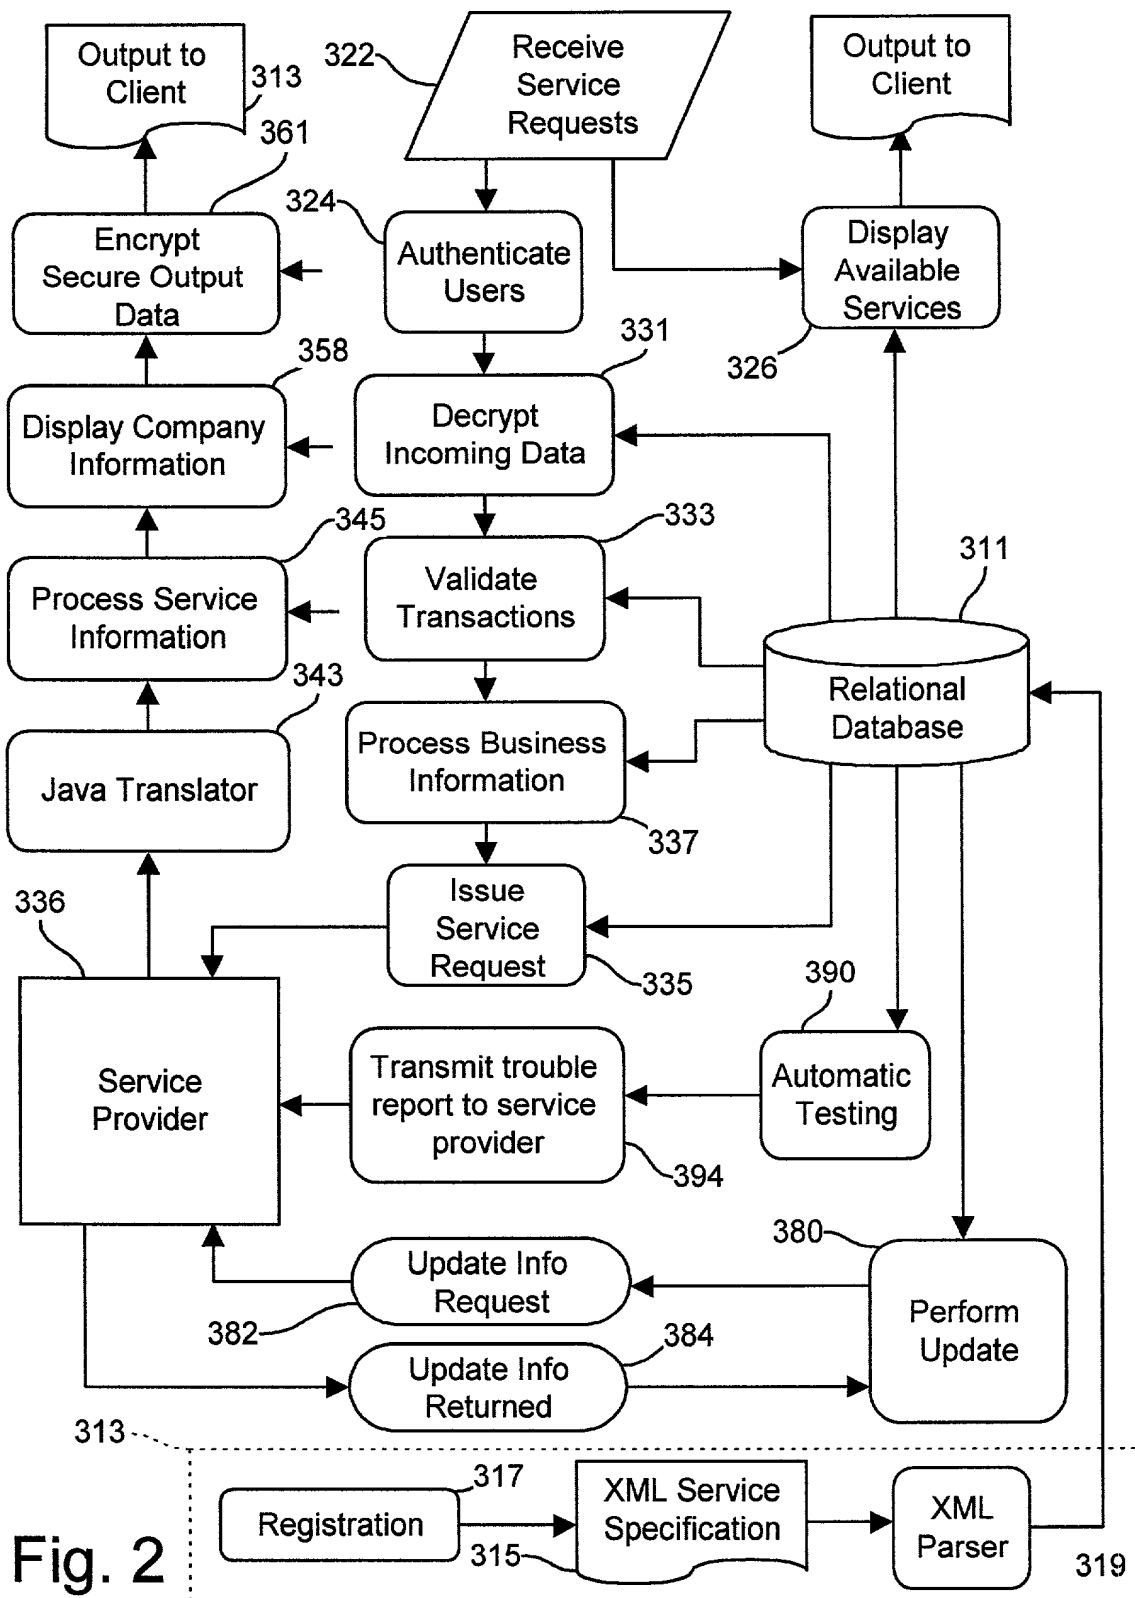 Output to
Client
313
361
322
Receive
Service
Requests
Output to
Client
Encrypt
Secure Output
Data
324
Authenticate
Users
Display
Available
Services
326
358
Display Company
Information
331
Decrypt
Incoming Data
345
Process Service
Information
333
Validate
Transactions
311
Relational
Database
343
Java Translator
Process Business
Information
337
336
Service
Provider
Issue
Service
Request
335
390
Automatic
Testing
Transmit trouble
report to service
provider
394
380
Perform
Update
Update Info
Request
382
384
Update Info
Returned
313
317
Registration
XML Service
Specification
315
XML
Parser
319
Fig. 2